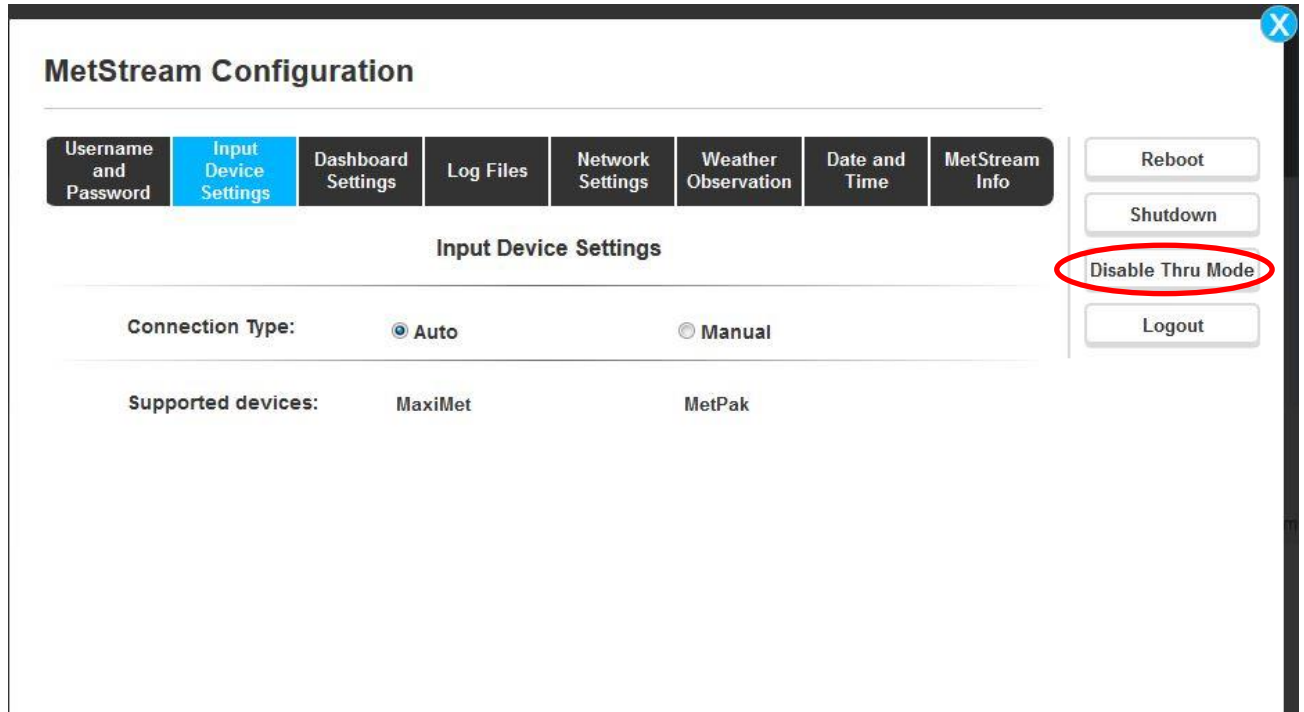 X
MetStream Configuration
Username
and
Password
Input
Device
Settings
Dashboard
Settings
Log Files
Network
Settings
Weather
Observation
Date and
Time
MetStream
Info
Reboot
Shutdown
Disable Thru Mode
Logout
Input Device Settings
Connection Type:
Auto
Manual
Supported devices:
MaxiMet
MetPak